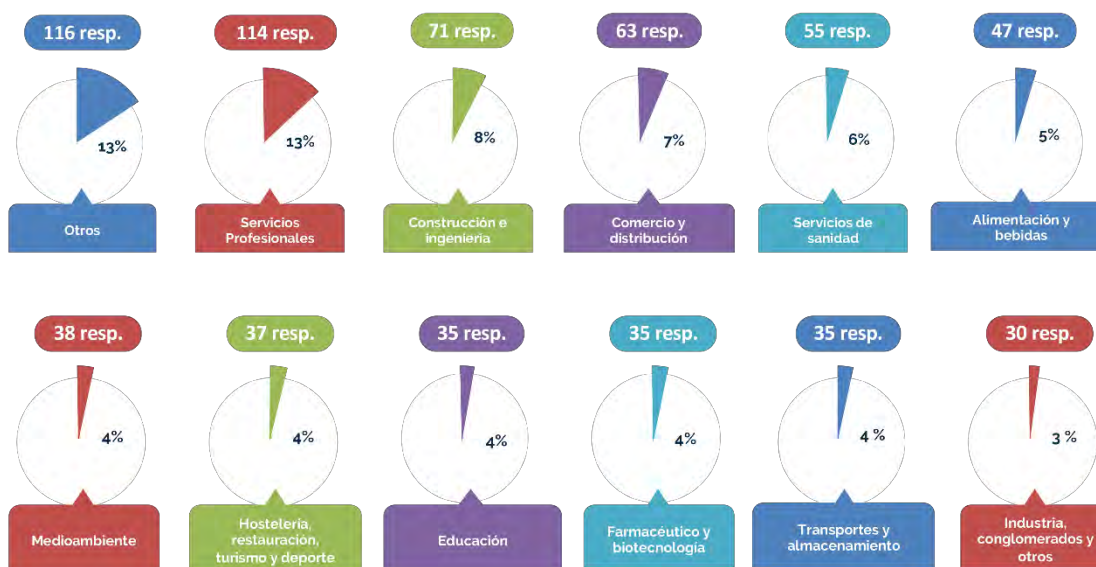 116 resp.
114 resp.
71 resp.
63 resp.
55 resp.
47 resp.
13%
13%
8%
7%
6%
5%
Otros
Servicios
Profesionales
Construcción e
ingeniería
Comercio y
distribución
Servicios de
sanidad
Alimentación y
bebidas
38 resp.
37 resp.
35 resp.
35 resp.
35 resp.
30 resp.
4%
4%
4%
4%
4 %
3 %
Medioambiente
Hostelería,
restauración,
turismo y deporte
Educación
Farmacéutico y
biotecnología
Transportes y
almacenamiento
Industria,
conglomerados y
otros